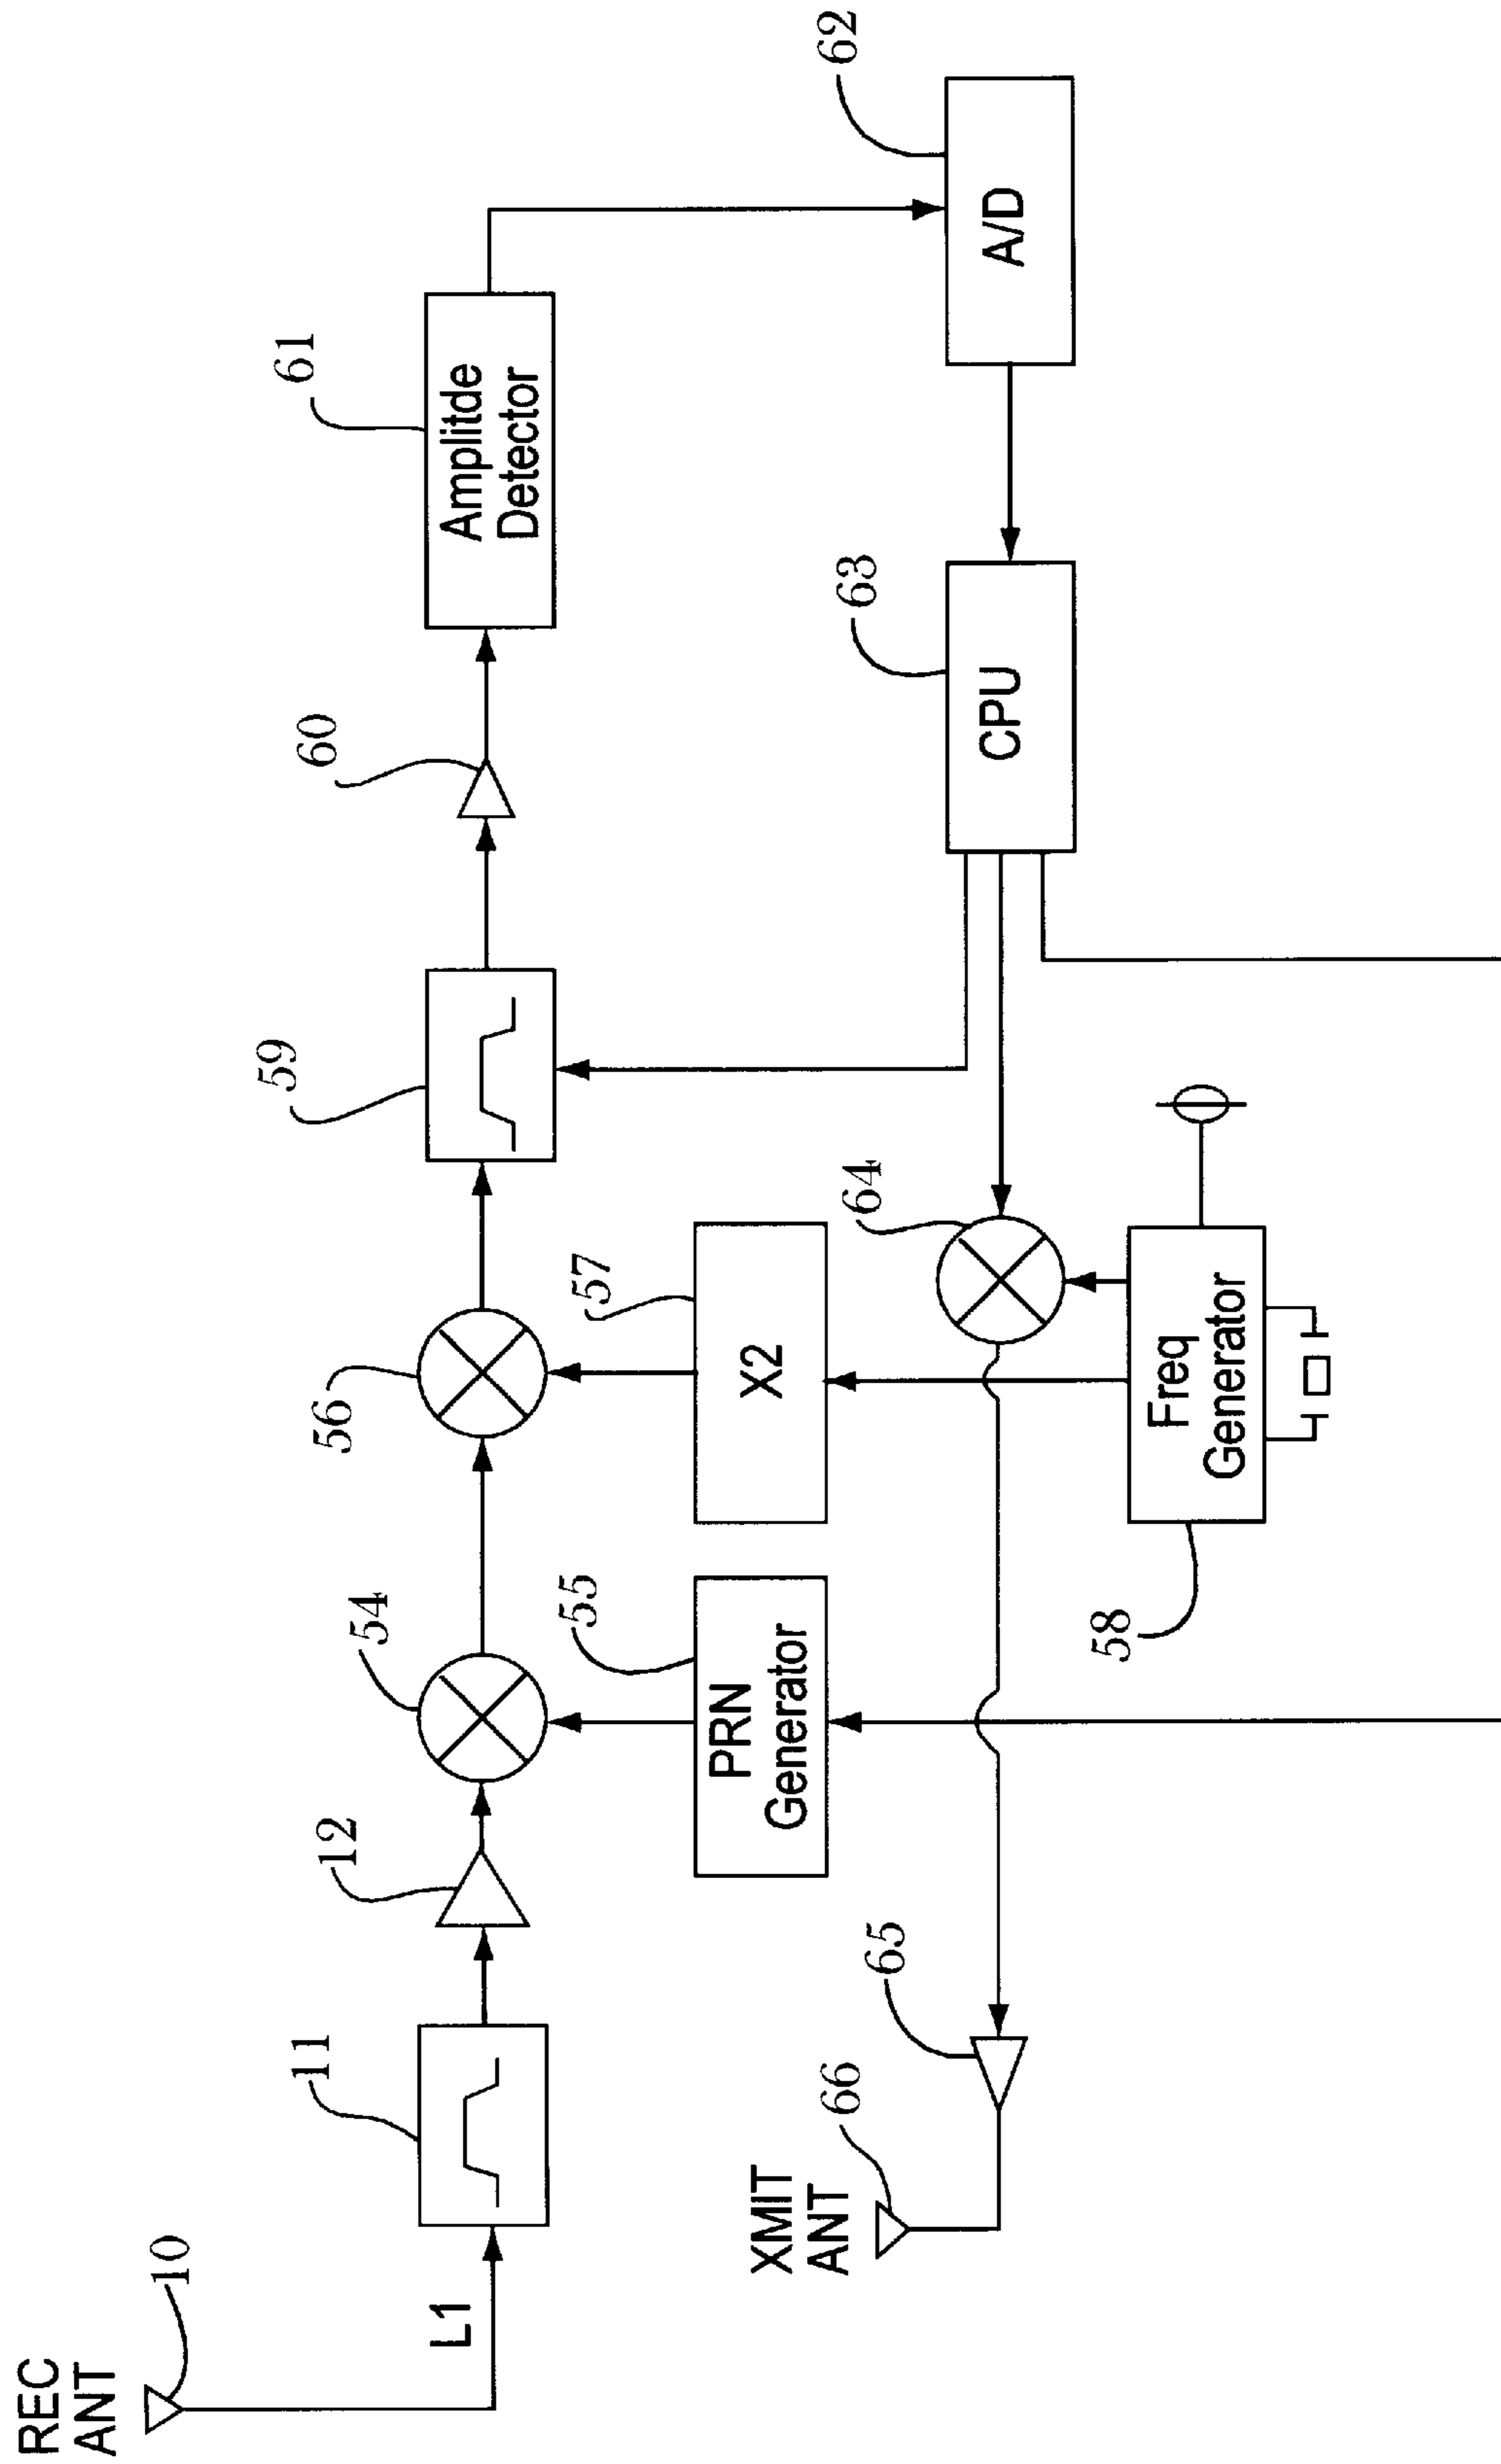 REC
ANT
10
L1
11
12
54
56
59
60
Amplitde
Detector
61
62
A/D
63
CPU
PRN
Generator
55
X2
57
64
Freq
Generator
58
XMIT
ANT
66
65